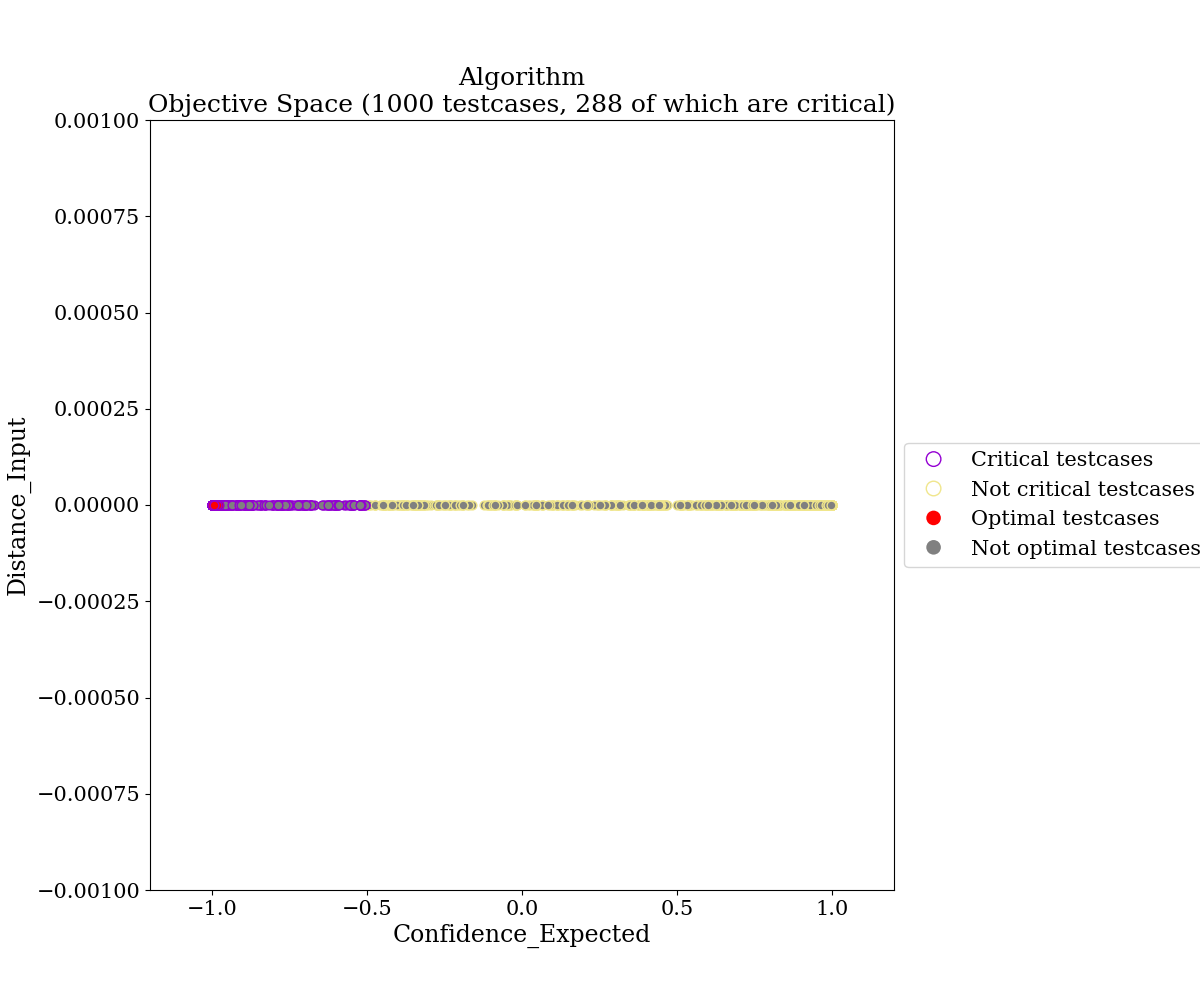 Algorithm
Objective Space (1000 testcases, 288 of which are critical)
0.00100
0.00075
0.00050
0.00025
0.00000
−0.00025
−0.00050
−0.00075
−0.00100
Distance_Input
−1.0
−0.5
0.0
0.5
1.0
Confidence_Expected
Critical testcases
Not critical testcases
Optimal testcases
Not optimal testcases